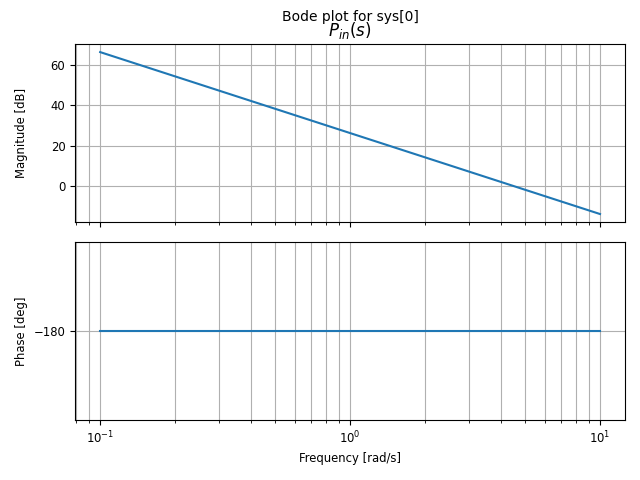 Bode plot for sys[0]
P_{in}(s)
60
40
20
0
Magnitude [dB]
−180
Phase [deg]
10^{−1}
10^{0}
10^{1}
Frequency [rad/s]